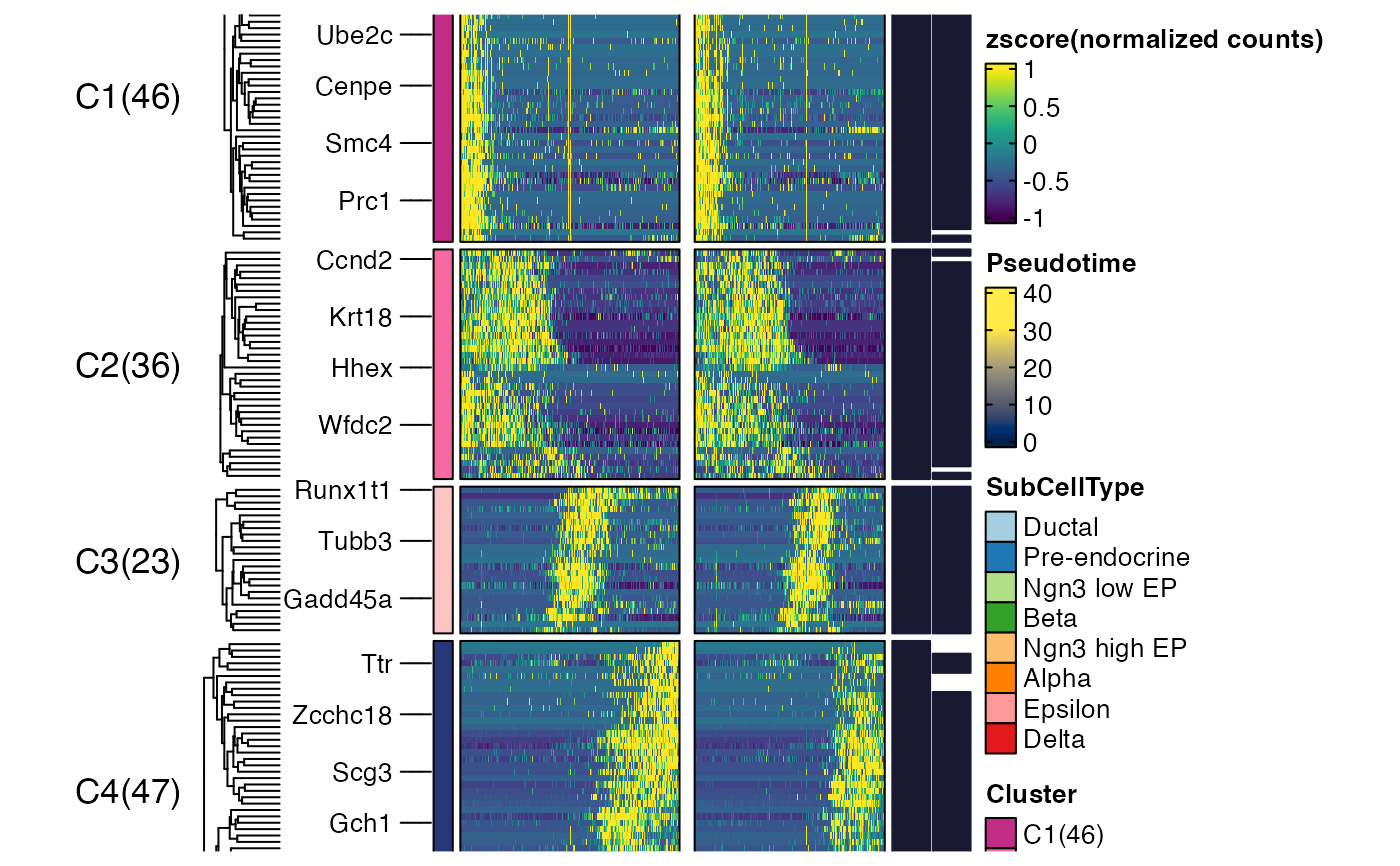 C1(46)
Ube2c
Cenpe
Smc4
Prc1
C2(36)
Ccnd2
Krt18
Hhex
Wfdc2
C3(23)
Runx1t1
Tubb3
Gadd45a
C4(47)
Ttr
Zcchc18
Scg3
Gch1
zscore(normalized counts)
1
0.5
0
-0.5
-1
Pseudotime
40
30
20
10
0
SubCellType
Ductal
Pre-endocrine
Ngn3 low EP
Beta
Ngn3 high EP
Alpha
Epsilon
Delta
Cluster
C1(46)